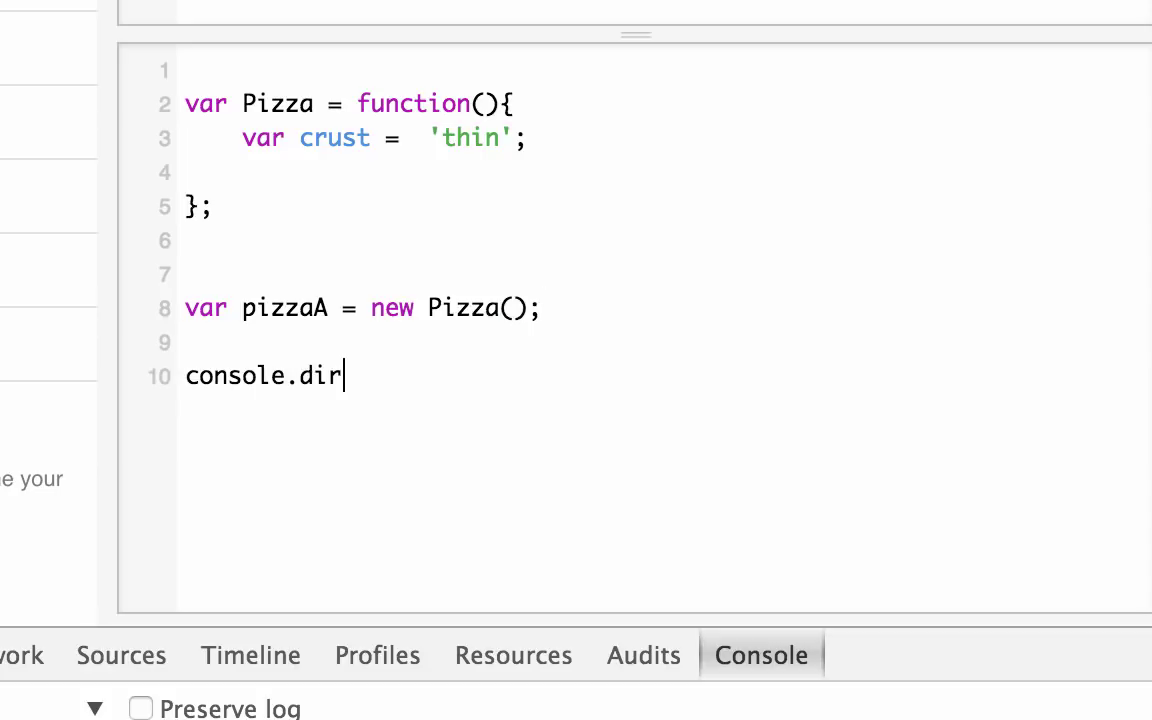 1
2 var Pizza = function(){
3 var crust =  'thin';
4
5 };
6
7
8 var pizzaA = new Pizza();
9
10 console.dir
e your
work Sources Timeline Profiles Resources Audits Console
▼ Preserve log